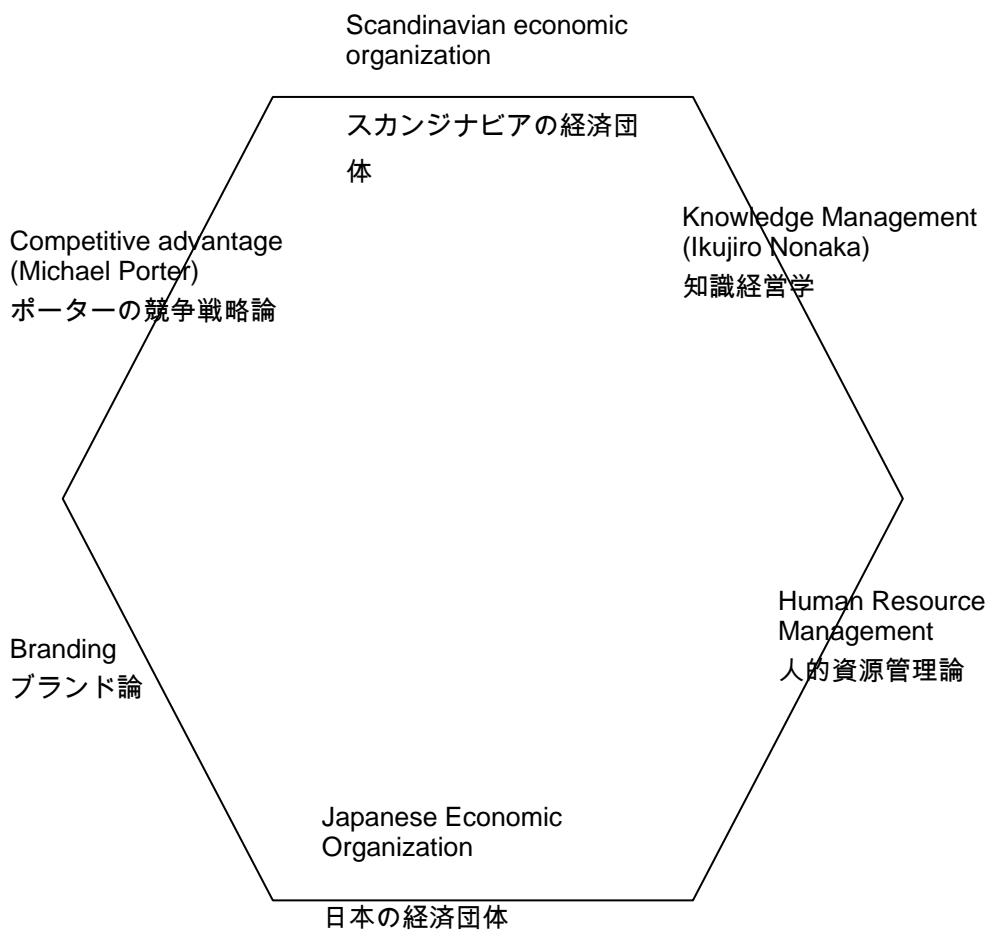 Scandinavian economic
organization
スカンジナビアの経済団
体
Knowledge Management
(Ikujiro Nonaka)
知識経営学
Competitive advantage
(Michael Porter)
ポーターの競争戦略論
Human Resource
Management
人的資源管理論
Branding
ブランド論
Japanese Economic
Organization
日本の経済団体